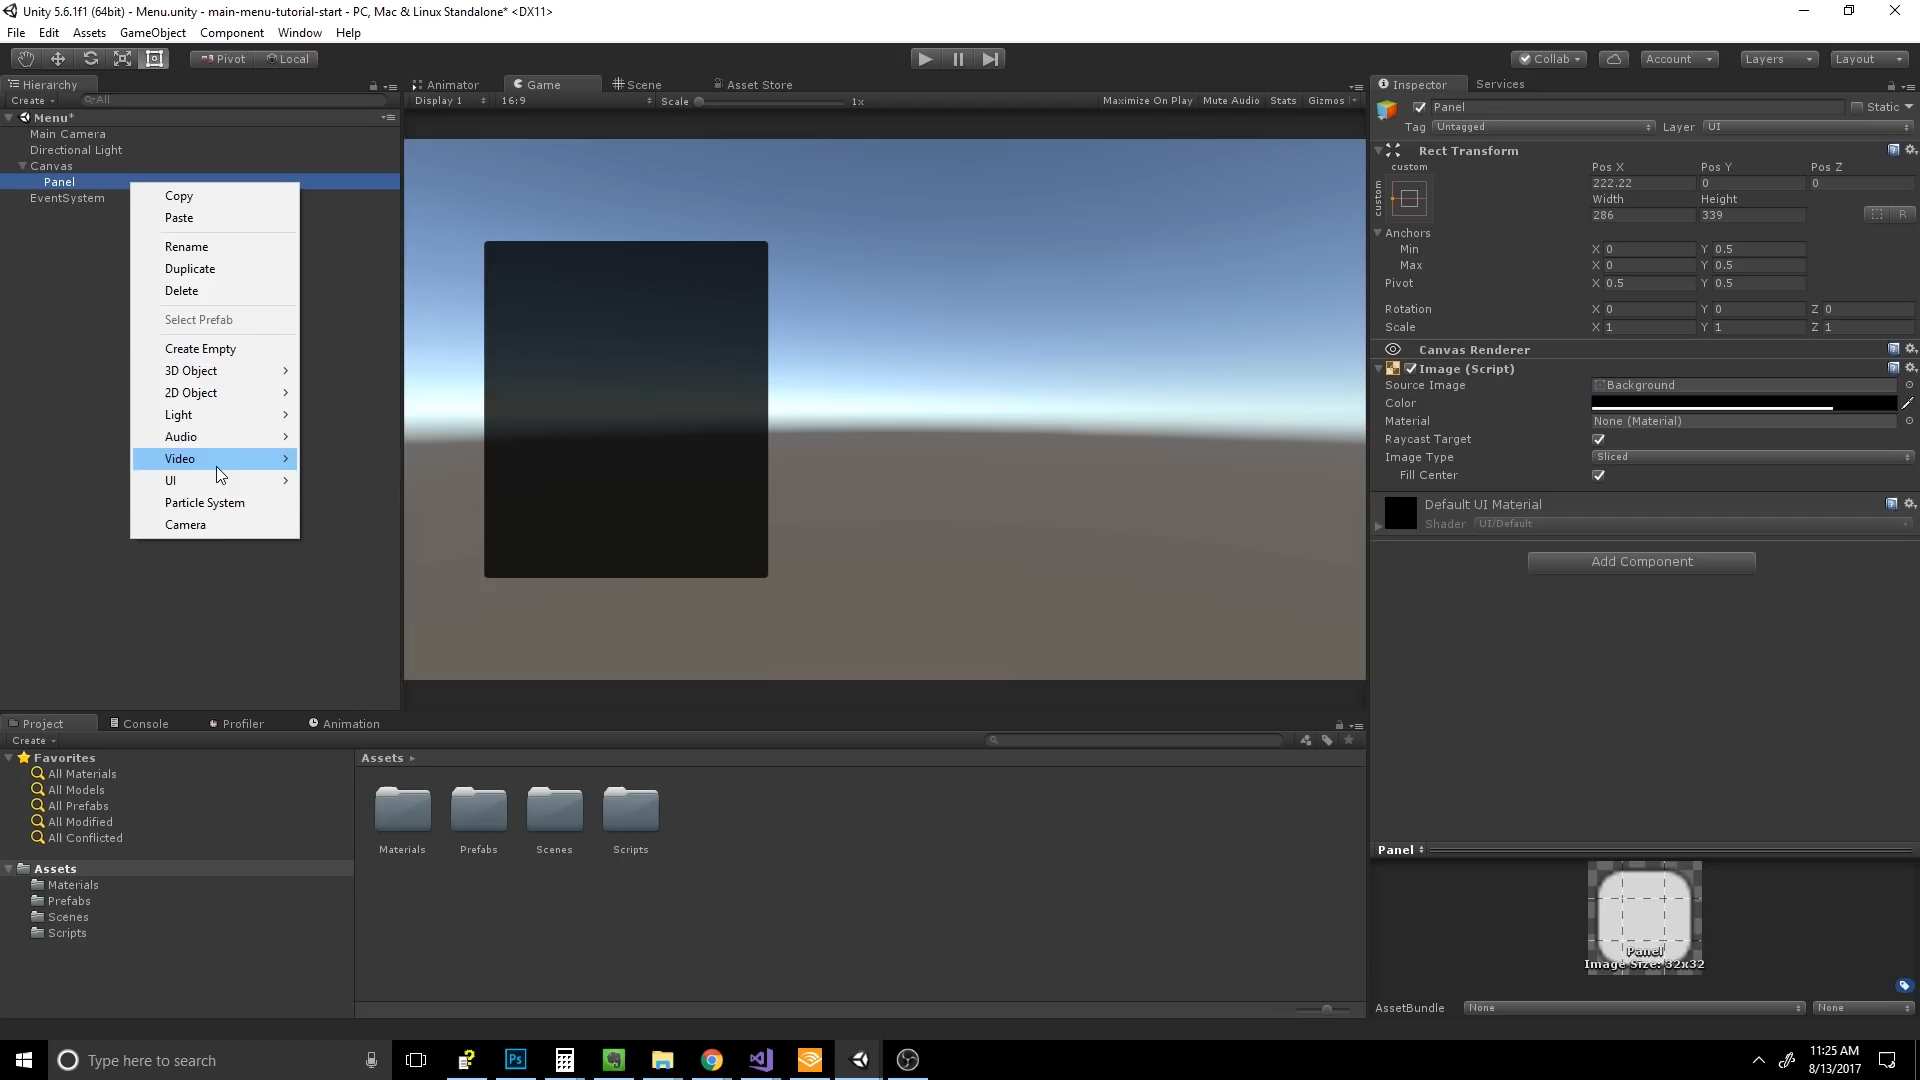 Unity 5.6.1f1 (64bit) - Menu.unity - main-menu-tutorial-start - PC, Mac & Linux Standalone* <DX11>
File Edit Assets GameObject Component Window Help
Pivot Local Collab Account Layers Layout
Hierarchy
Create All
Menu*
Main Camera
Directional Light
Canvas
Panel
EventSystem
Copy
Paste
Rename
Duplicate
Delete
Select Prefab
Create Empty
3D Object
2D Object
Light
Audio
Video
UI
Particle System
Camera
Animator Game Scene Asset Store
Display 1 16:9 Scale 1x Maximize On Play Mute Audio Stats Gizmos
Inspector Services
Panel Static
Tag Untagged Layer UI
Rect Transform
custom Pos X Pos Y Pos Z
custom
222.22 0 0
Width Height
286 339 R
Anchors
Min X 0 Y 0.5
Max X 0 Y 0.5
Pivot X 0.5 Y 0.5
Rotation X 0 Y 0 Z 0
Scale X 1 Y 1 Z 1
Canvas Renderer
Image (Script)
Source Image Background
Color
Material None (Material)
Raycast Target
Image Type Sliced
Fill Center
Default UI Material
Shader UI/Default
Add Component
Panel
Panel
Image Size: 32x32
AssetBundle None None
Project Console Profiler Animation
Create
Favorites
All Materials
All Models
All Prefabs
All Modified
All Conflicted
Assets
Materials
Prefabs
Scenes
Scripts
Assets
Materials Prefabs Scenes Scripts
Type here to search
Ps
11:25 AM
8/13/2017